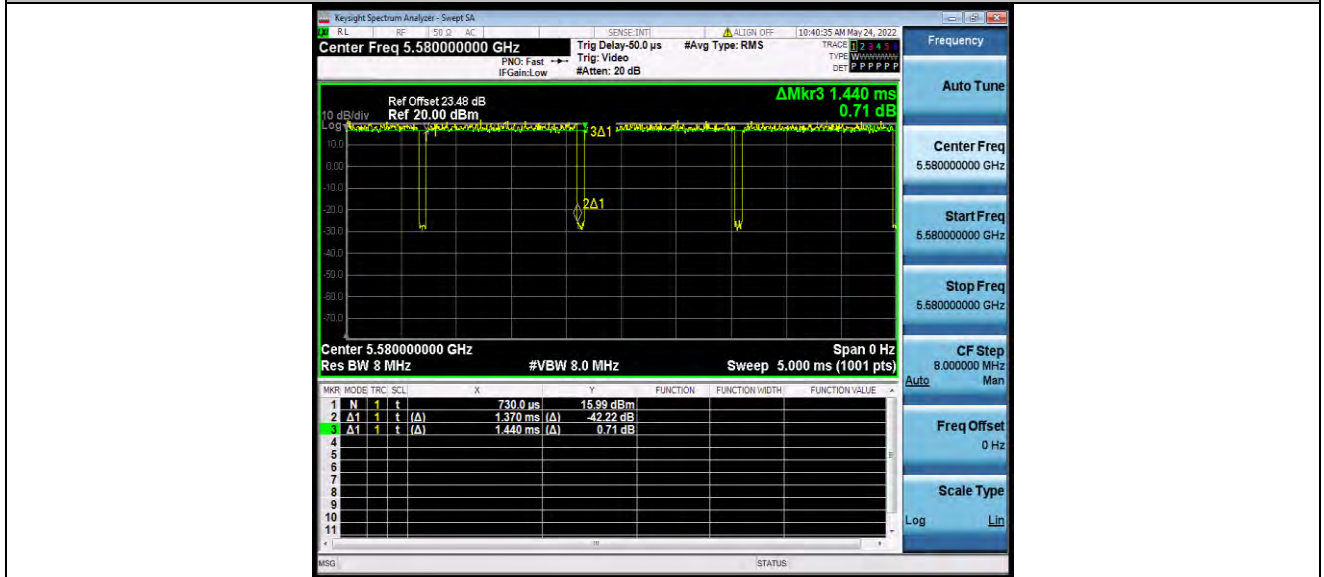 Keysight Spectrum Analyzer - Swept SA
RL RF 50 Ω AC SENSE:INT ALIGN OFF 10:40:35 AM May 24, 2022
Center Freq 5.580000000 GHz Trig Delay-50.0 µs #Avg Type: RMS TRACE 1 2 3 4 5 6
PNO: Fast Trig: Video TYPE WWWWWW
IFGain:Low #Atten: 20 dB DET P P P P P P
Frequency
Auto Tune
ΔMkr3 1.440 ms
0.71 dB
Ref Offset 23.48 dB
10 dB/div Ref 20.00 dBm
Log
1
3Δ1
10.0
0.00
-10.0
2Δ1
-20.0
-30.0
-40.0
-50.0
-60.0
-70.0
Center 5.580000000 GHz Span 0 Hz
Res BW 8 MHz #VBW 8.0 MHz Sweep 5.000 ms (1001 pts)
MKR MODE TRC SCL X Y FUNCTION FUNCTION WIDTH FUNCTION VALUE
1 N 1 t 730.0 µs 15.99 dBm
2 Δ1 1 t (Δ) 1.370 ms (Δ) -42.22 dB
3 Δ1 1 t (Δ) 1.440 ms (Δ) 0.71 dB
4
5
6
7
8
9
10
11
Center Freq
5.580000000 GHz
Start Freq
5.580000000 GHz
Stop Freq
5.580000000 GHz
CF Step
8.000000 MHz
Auto Man
Freq Offset
0 Hz
Scale Type
Log Lin
MSG STATUS